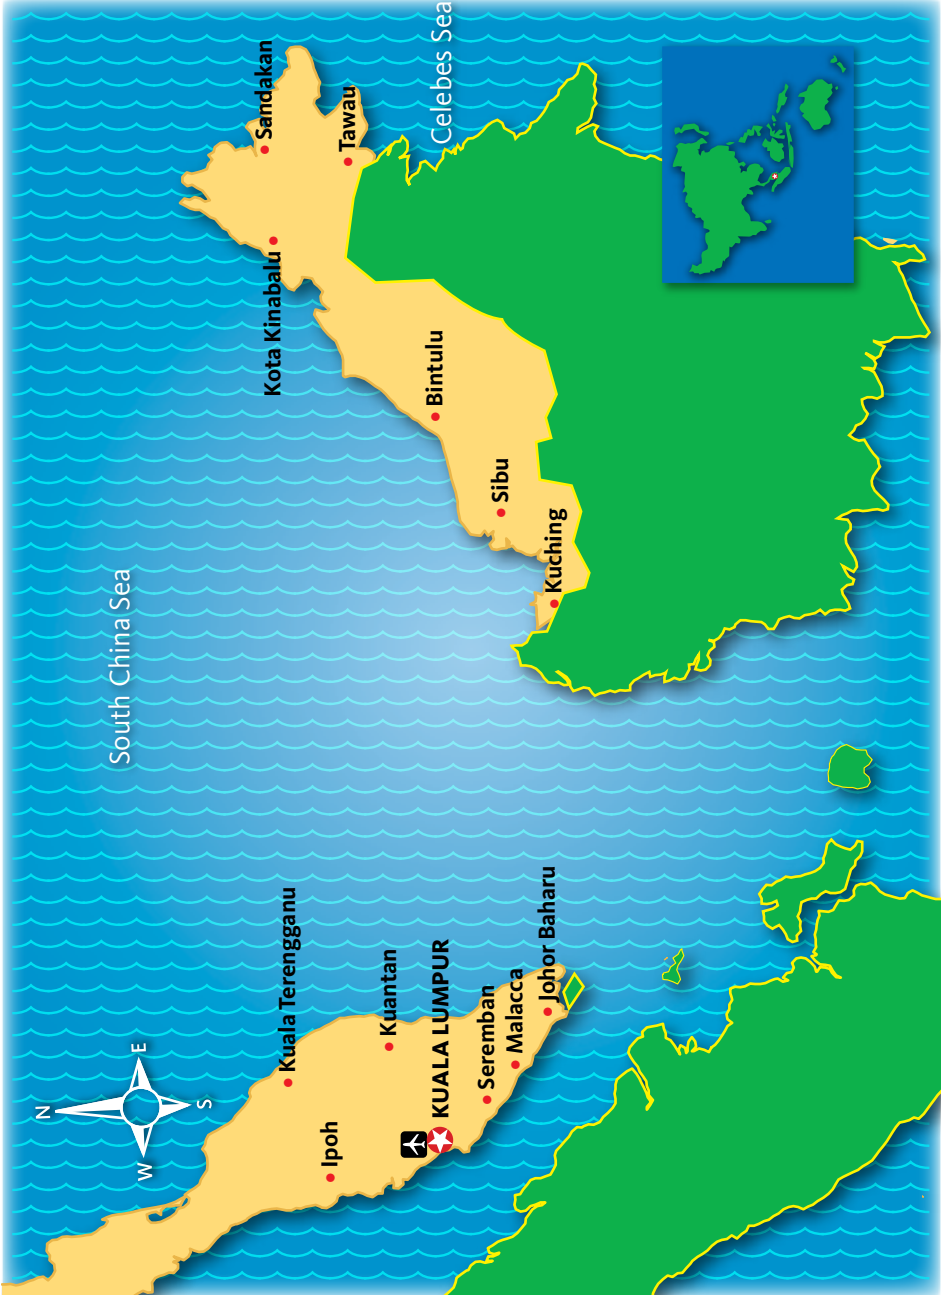 N
W
E
S
South China Sea
Celebes Sea
Sandakan
Tawau
Kota Kinabalu
Bintulu
Sibu
Kuching
Kuala Terengganu
Ipoh
Kuantan
KUALA LUMPUR
Seremban
Malacca
Johor Baharu